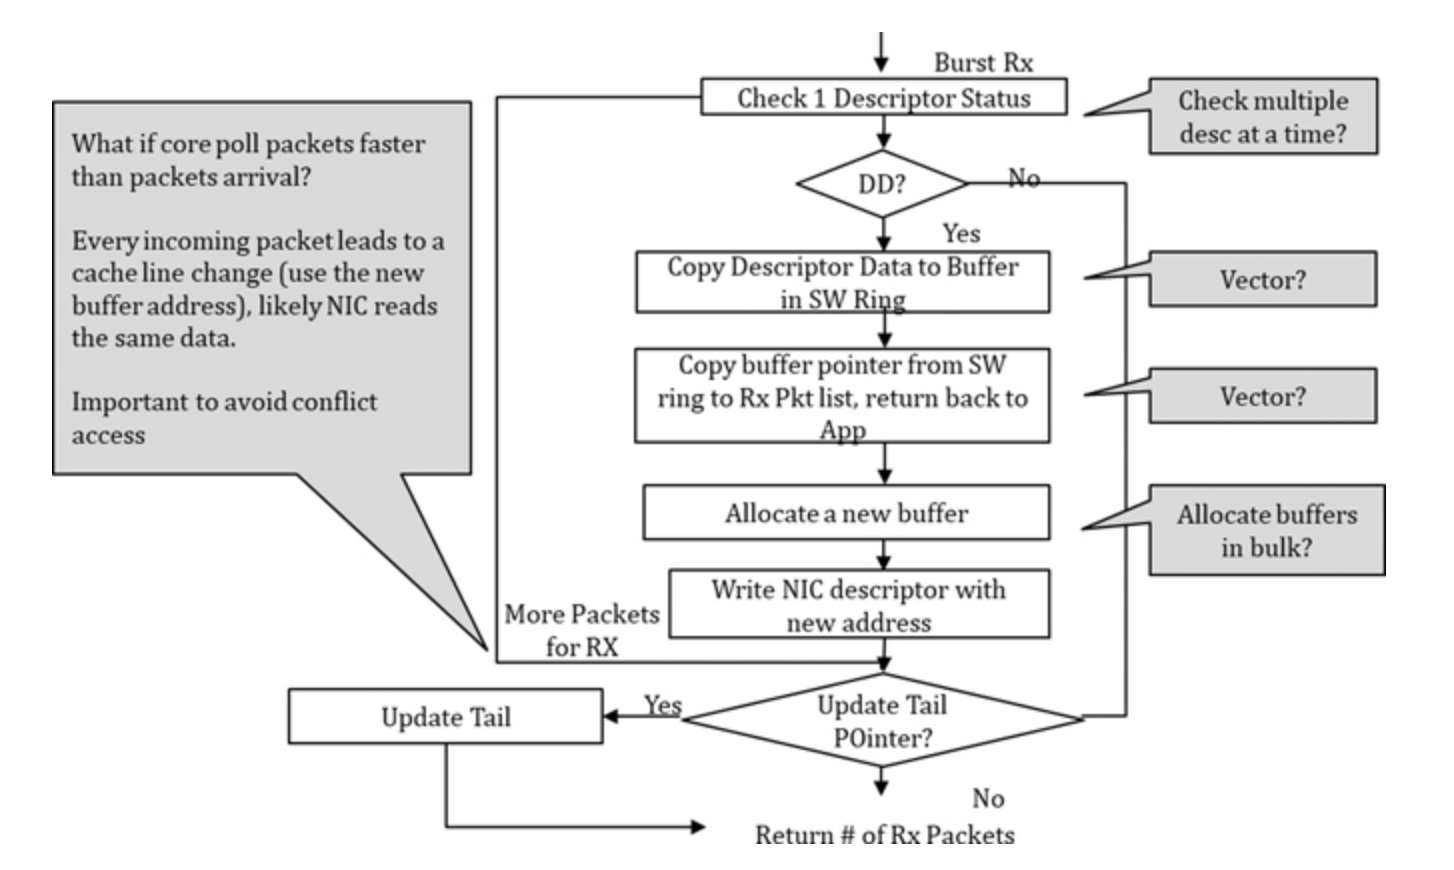 Burst Rx
Check 1 Descriptor Status
Check multiple
desc at a time?
What if core poll packets faster
than packets arrival?
Every incoming packet leads to a
cache line change (use the new
buffer address), likely NIC reads
the same data.
Important to avoid conflict
access
DD?
No
Yes
Copy Descriptor Data to Buffer
in SW Ring
Vector?
Copy buffer pointer from SW
ring to Rx Pkt list, return back to
App
Vector?
Allocate a new buffer
Allocate buffers
in bulk?
Write NIC descriptor with
new address
More Packets
for RX
Update Tail
POinter?
Yes
Update Tail
No
Return # of Rx Packets